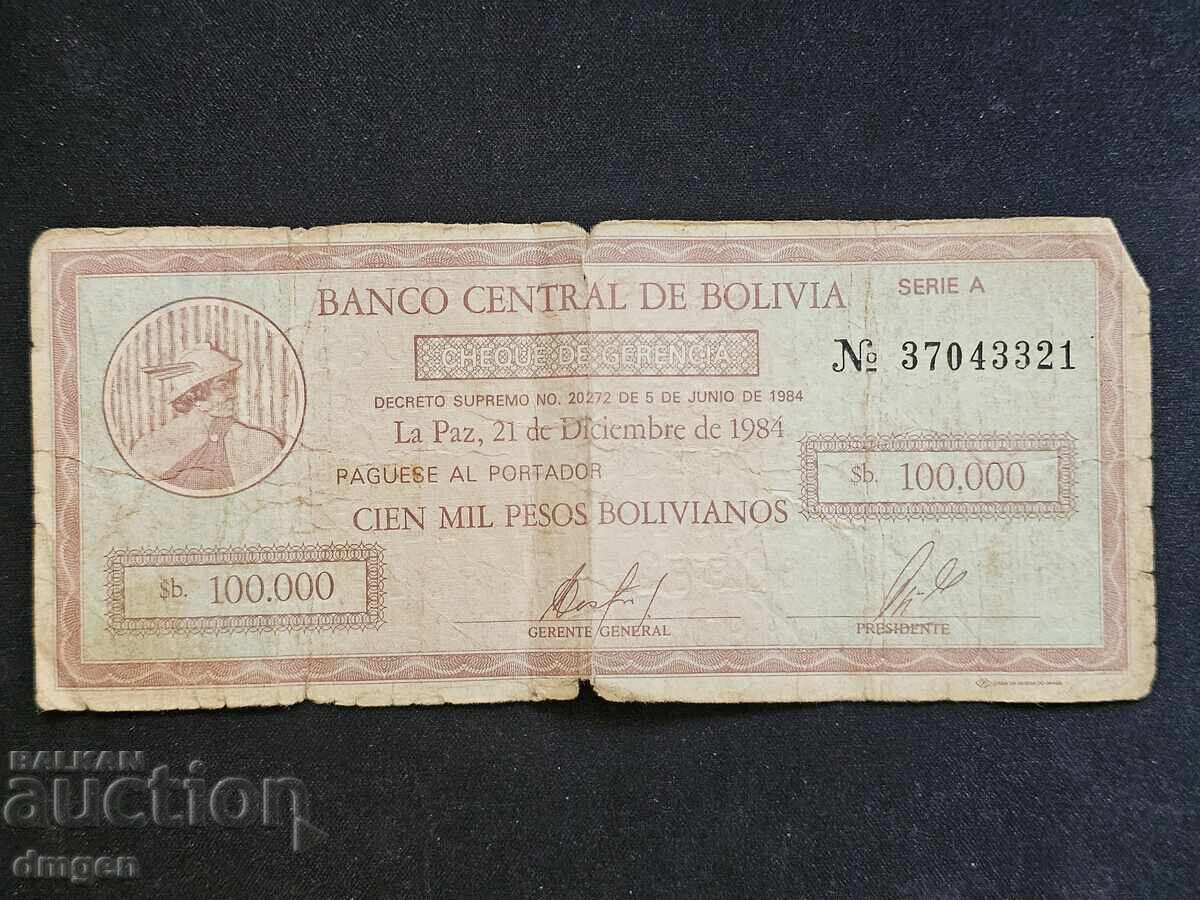 BANCO CENTRAL DE BOLIVIA
SERIE A
CHEQUE DE GERENCIA
№ 37043321
DECRETO SUPREMO NO. 20272 DE 5 DE JUNIO DE 1984
La Paz, 21 de Diciembre de 1984
PAGUESE AL PORTADOR
$b. 100.000
CIEN MIL PESOS BOLIVIANOS
$b. 100.000
GERENTE GENERAL
PRESIDENTE
BALKAN
auction
dmgen